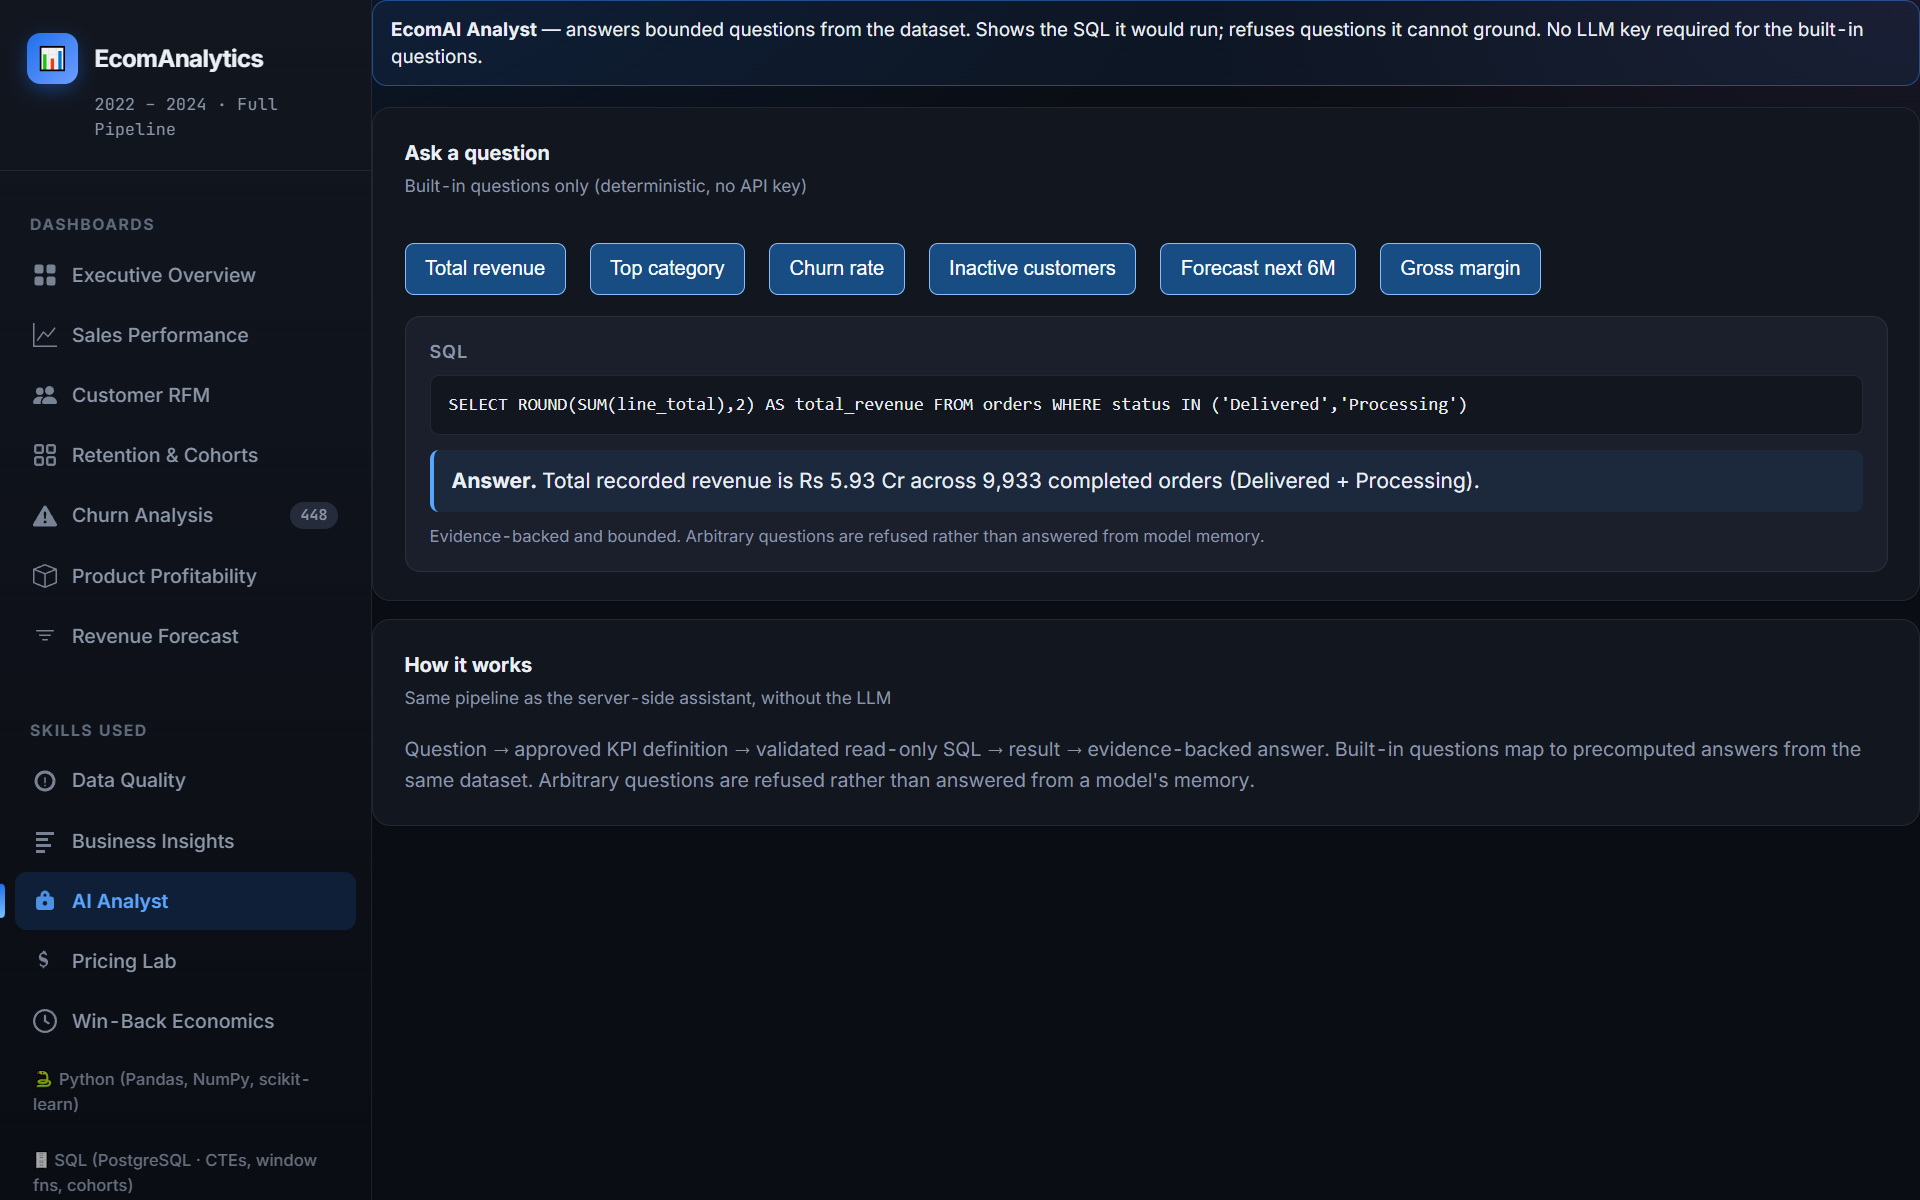 EcomAnalytics
2022 – 2024 · Full
Pipeline
DASHBOARDS
Executive Overview
Sales Performance
Customer RFM
Retention & Cohorts
Churn Analysis 448
Product Profitability
Revenue Forecast
SKILLS USED
Data Quality
Business Insights
AI Analyst
Pricing Lab
Win-Back Economics
Python (Pandas, NumPy, scikit-
learn)
SQL (PostgreSQL · CTEs, window
fns, cohorts)
EcomAI Analyst — answers bounded questions from the dataset. Shows the SQL it would run; refuses questions it cannot ground. No LLM key required for the built-in
questions.
Ask a question
Built-in questions only (deterministic, no API key)
Total revenue Top category Churn rate Inactive customers Forecast next 6M Gross margin
SQL
SELECT ROUND(SUM(line_total),2) AS total_revenue FROM orders WHERE status IN ('Delivered','Processing')
Answer. Total recorded revenue is Rs 5.93 Cr across 9,933 completed orders (Delivered + Processing).
Evidence-backed and bounded. Arbitrary questions are refused rather than answered from model memory.
How it works
Same pipeline as the server-side assistant, without the LLM
Question → approved KPI definition → validated read-only SQL → result → evidence-backed answer. Built-in questions map to precomputed answers from the
same dataset. Arbitrary questions are refused rather than answered from a model's memory.